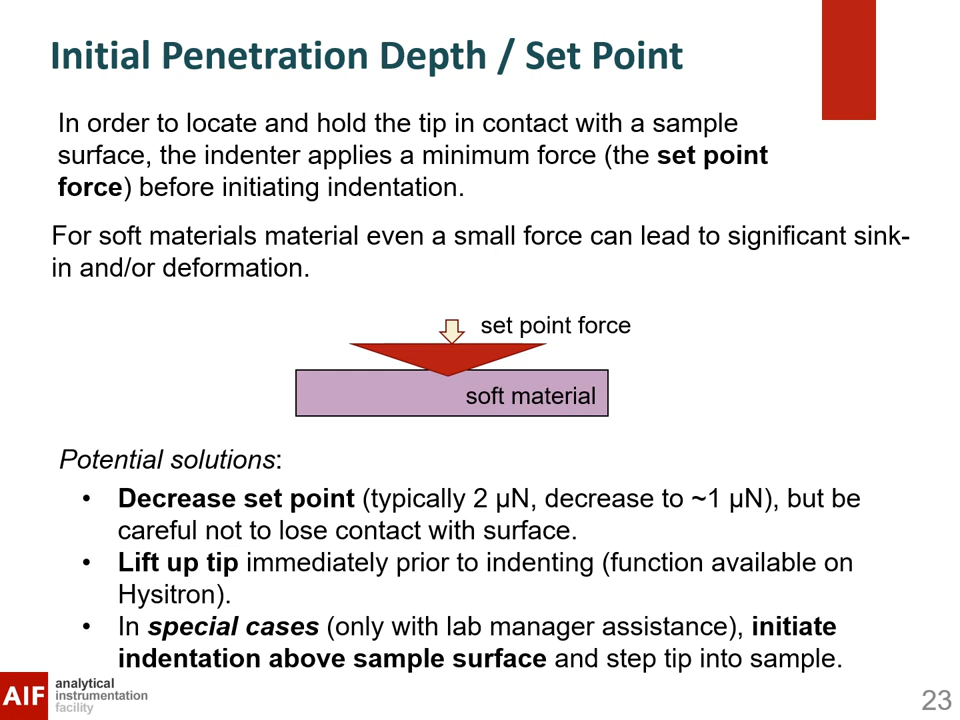 Initial Penetration Depth / Set Point
In order to locate and hold the tip in contact with a sample
surface, the indenter applies a minimum force (the set point
force) before initiating indentation.
For soft materials material even a small force can lead to significant sink-
in and/or deformation.
set point force
soft material
Potential solutions:
• Decrease set point (typically 2 µN, decrease to ~1 µN), but be
careful not to lose contact with surface.
• Lift up tip immediately prior to indenting (function available on
Hysitron).
• In special cases (only with lab manager assistance), initiate
indentation above sample surface and step tip into sample.
AIF
analytical
instrumentation
facility
23